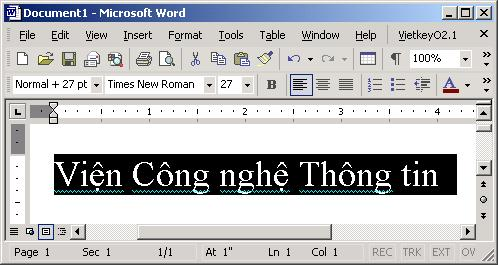 Document1 - Microsoft Word
File Edit View Insert Format Tools Table Window Help VietkeyO2.1
100%
Normal + 27 pt Times New Roman 27 B A
1 2 3 4
Viện Công nghệ Thông tin
Page 1 Sec 1 1/1 At 1" Ln 1 Col 1 REC TRK EXT OV